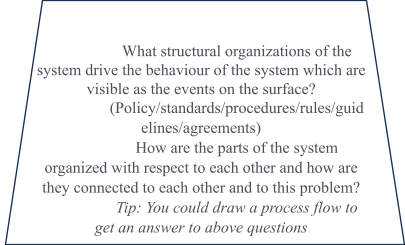 What structural organizations of the
system drive the behaviour of the system which are
visible as the events on the surface?
(Policy/standards/procedures/rules/guid
elines/agreements)
How are the parts of the system
organized with respect to each other and how are
they connected to each other and to this problem?
Tip: You could draw a process flow to
get an answer to above questions